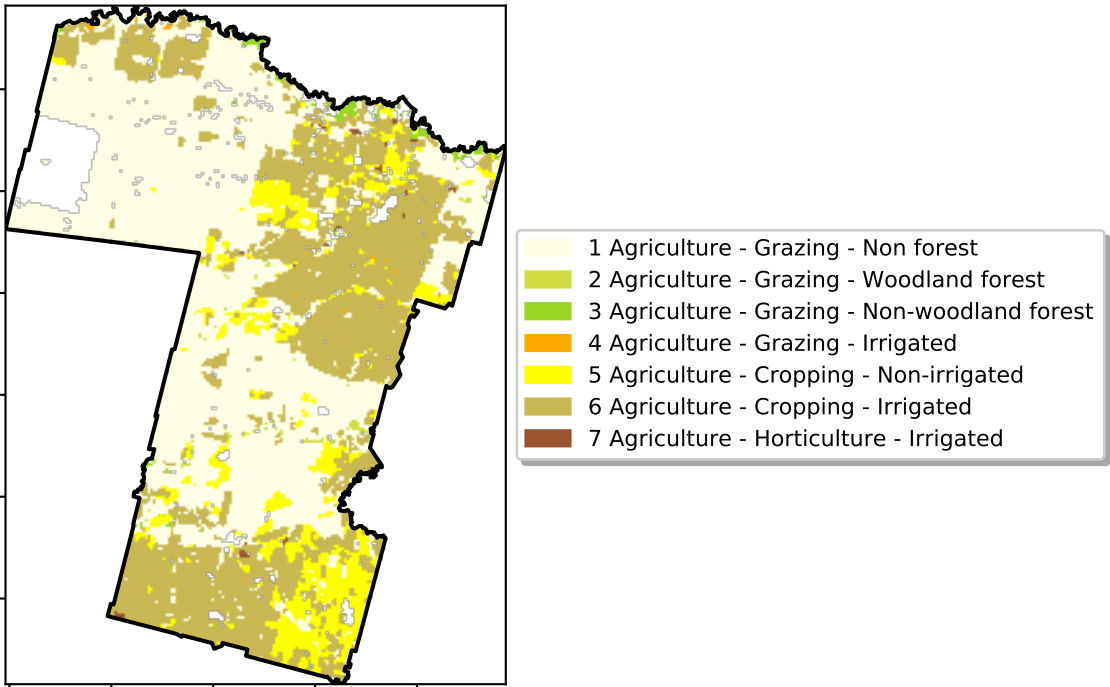 1 Agriculture - Grazing - Non forest
2 Agriculture - Grazing - Woodland forest
3 Agriculture - Grazing - Non-woodland forest
4 Agriculture - Grazing - Irrigated
5 Agriculture - Cropping - Non-irrigated
6 Agriculture - Cropping - Irrigated
7 Agriculture - Horticulture - Irrigated